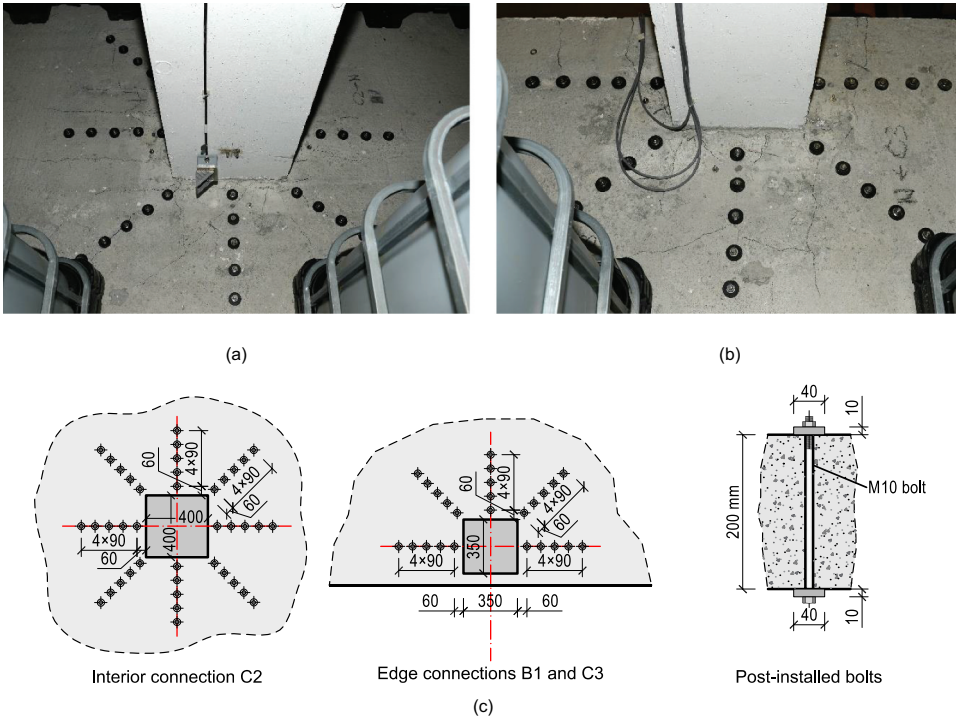 (a)
(b)
60
4×90
4×90
60
400
400
4×90
60
Interior connection C2
60
4×90
4×90
60
350
4×90
4×90
60
350
60
Edge connections B1 and C3
40
10
M10 bolt
200 mm
40
10
Post-installed bolts
(c)